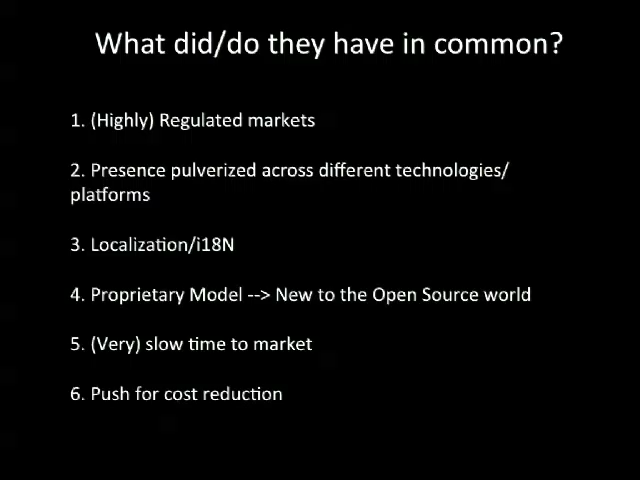 What did/do they have in common?
1. (Highly) Regulated markets
2. Presence pulverized across different technologies/
platforms
3. Localization/i18N
4. Proprietary Model --> New to the Open Source world
5. (Very) slow time to market
6. Push for cost reduction